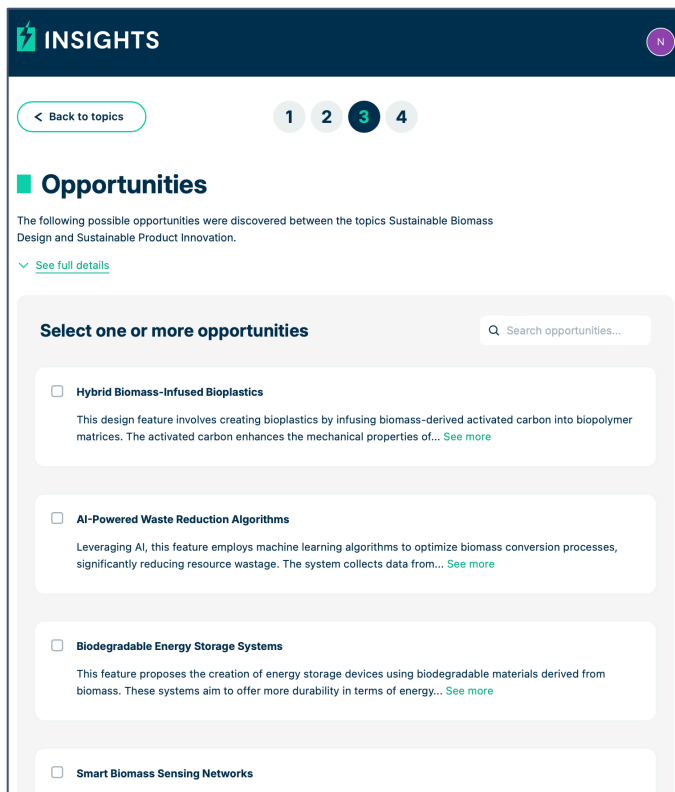 INSIGHTS
N
Back to topics
1 2 3 4
Opportunities
The following possible opportunities were discovered between the topics Sustainable Biomass
Design and Sustainable Product Innovation.
See full details
Select one or more opportunities
Search opportunities...
Hybrid Biomass-Infused Bioplastics
This design feature involves creating bioplastics by infusing biomass-derived activated carbon into biopolymer
matrices. The activated carbon enhances the mechanical properties of... See more
AI-Powered Waste Reduction Algorithms
Leveraging AI, this feature employs machine learning algorithms to optimize biomass conversion processes,
significantly reducing resource wastage. The system collects data from... See more
Biodegradable Energy Storage Systems
This feature proposes the creation of energy storage devices using biodegradable materials derived from
biomass. These systems aim to offer more durability in terms of energy... See more
Smart Biomass Sensing Networks